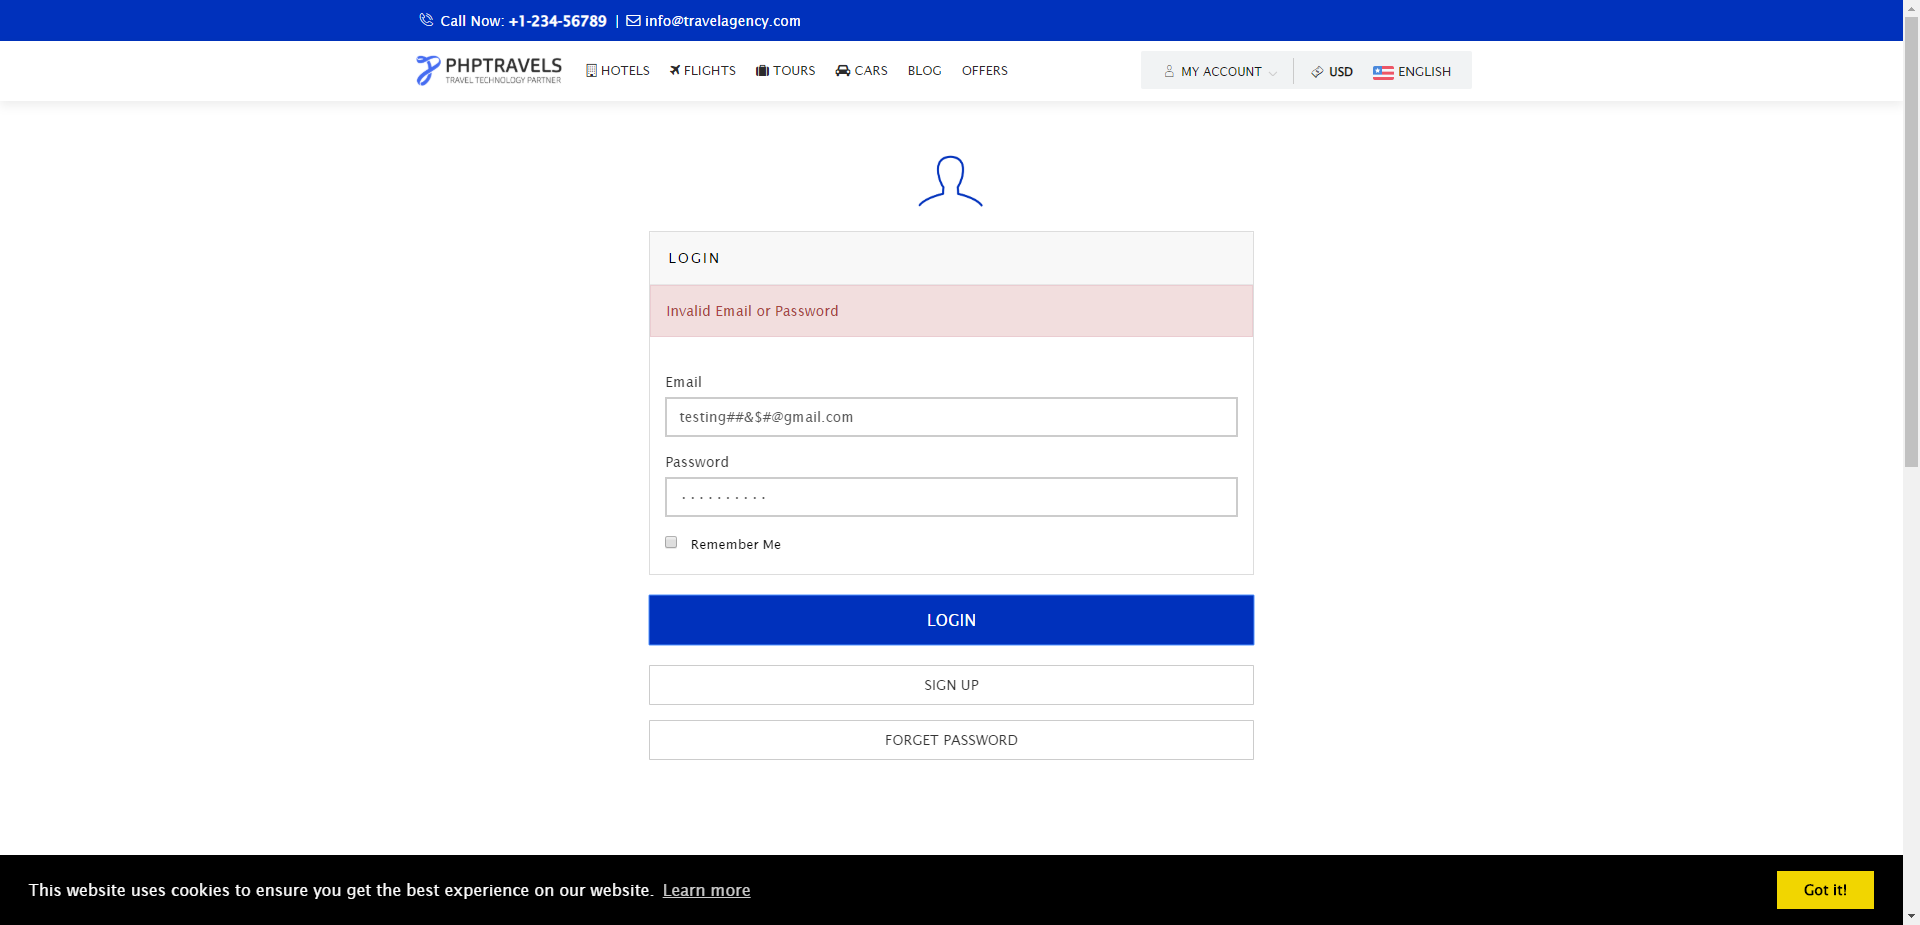 Call Now: +1-234-56789 | info@travelagency.com
PHPTRAVELS
TRAVEL TECHNOLOGY PARTNER
HOTELS FLIGHTS TOURS CARS BLOG OFFERS
MY ACCOUNT USD ENGLISH
LOGIN
Invalid Email or Password
Email
testing##&$#@gmail.com
Password
··········
Remember Me
LOGIN
SIGN UP
FORGET PASSWORD
This website uses cookies to ensure you get the best experience on our website. Learn more
Got it!